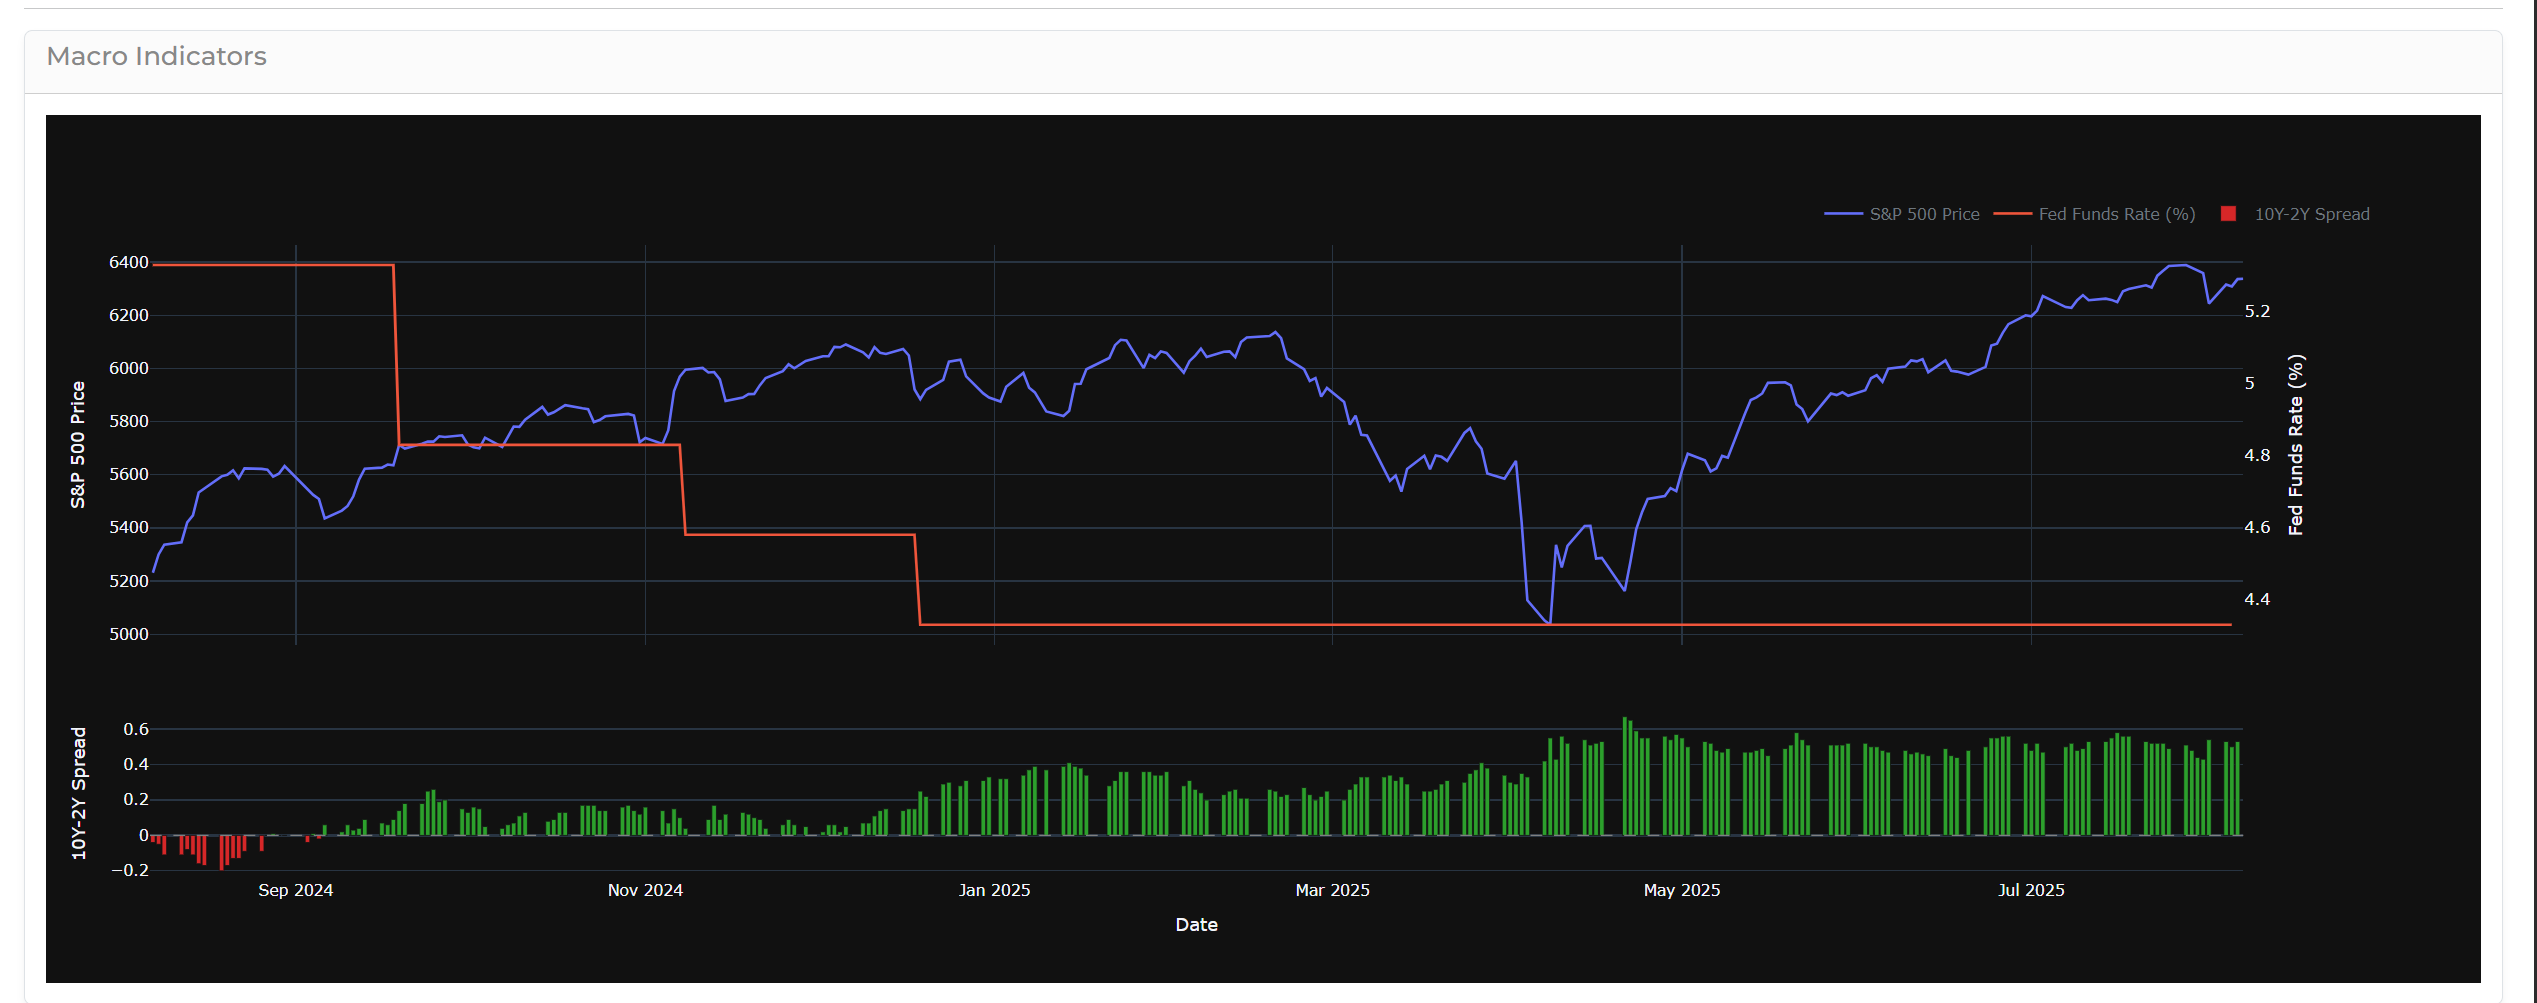 Macro Indicators
S&P 500 Price
Fed Funds Rate (%)
10Y-2Y Spread
6400
6200
6000
5800
5600
5400
5200
5000
S&P 500 Price
5.2
5
4.8
4.6
4.4
Fed Funds Rate (%)
0.6
0.4
0.2
0
−0.2
10Y-2Y Spread
Sep 2024
Nov 2024
Jan 2025
Mar 2025
May 2025
Jul 2025
Date